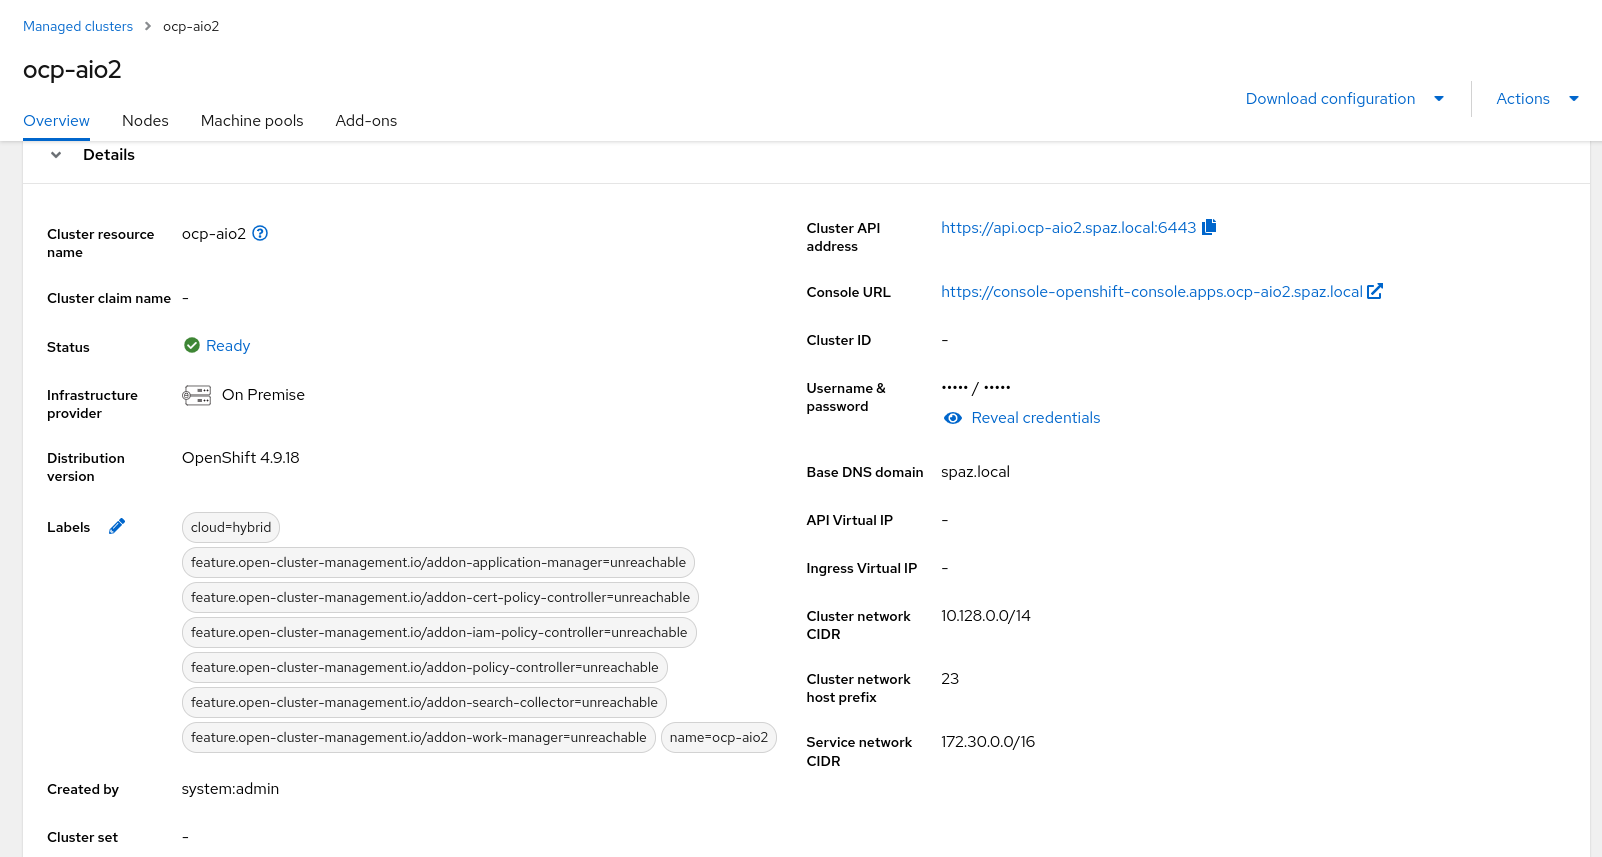 Managed clusters > ocp-aio2
ocp-aio2
Download configuration Actions
Overview Nodes Machine pools Add-ons
Details
Cluster resource name ocp-aio2
Cluster claim name -
Status Ready
Infrastructure provider On Premise
Distribution version OpenShift 4.9.18
Labels cloud=hybrid
feature.open-cluster-management.io/addon-application-manager=unreachable
feature.open-cluster-management.io/addon-cert-policy-controller=unreachable
feature.open-cluster-management.io/addon-iam-policy-controller=unreachable
feature.open-cluster-management.io/addon-policy-controller=unreachable
feature.open-cluster-management.io/addon-search-collector=unreachable
feature.open-cluster-management.io/addon-work-manager=unreachable name=ocp-aio2
Created by system:admin
Cluster set -
Cluster API address https://api.ocp-aio2.spaz.local:6443
Console URL https://console-openshift-console.apps.ocp-aio2.spaz.local
Cluster ID -
Username & password ••••• / •••••
Reveal credentials
Base DNS domain spaz.local
API Virtual IP -
Ingress Virtual IP -
Cluster network CIDR 10.128.0.0/14
Cluster network host prefix 23
Service network CIDR 172.30.0.0/16